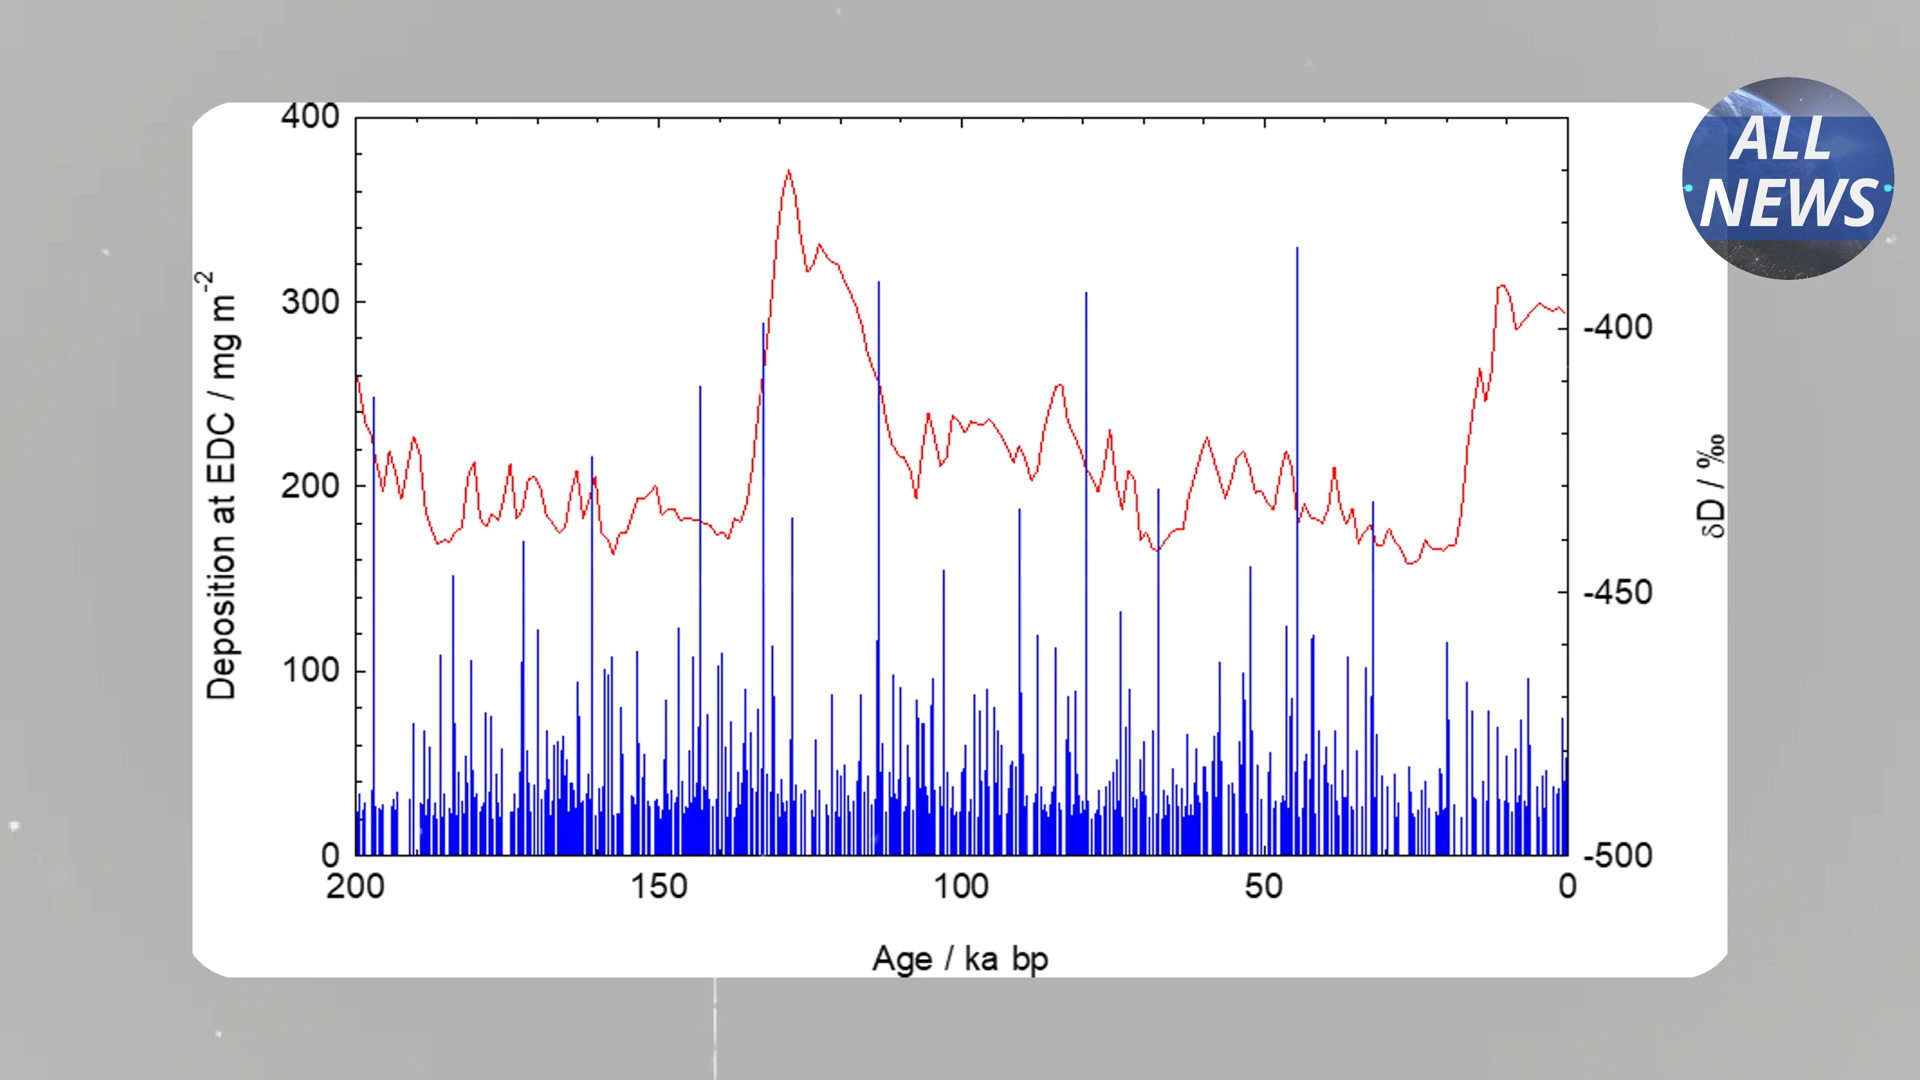 400
300
200
100
0
Deposition at EDC / mg m⁻²
200
150
100
50
0
Age / ka bp
-400
-450
-500
δD / ‰
ALL
NEWS